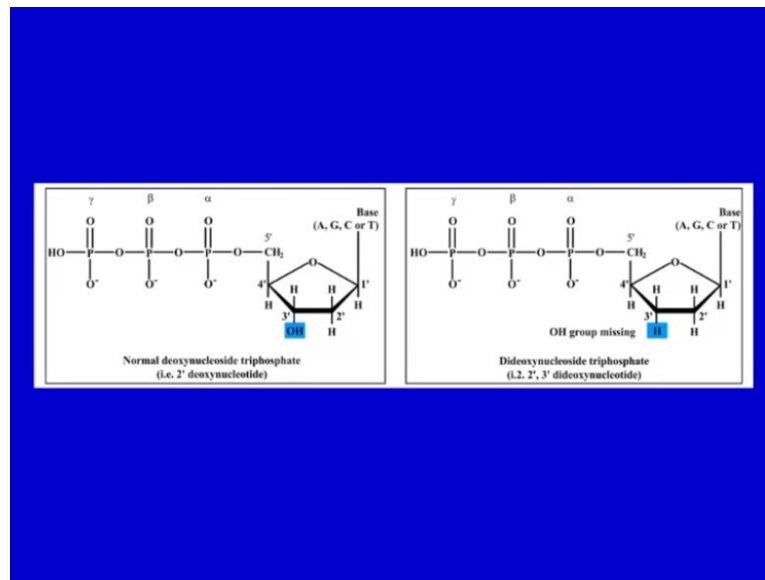 γ β α
O O O
Base
(A, G, C or T)
5'
HO—P—O—P—O—P—O—CH₂
O
O⁻ O⁻ O⁻
4' H H 1'
H H
3' 2'
OH H
Normal deoxynucleoside triphosphate
(i.e. 2' deoxynucleotide)
γ β α
O O O
Base
(A, G, C or T)
5'
HO—P—O—P—O—P—O—CH₂
O
O⁻ O⁻ O⁻
4' H H 1'
H H
3' 2'
OH group missing H H
Dideoxynucleoside triphosphate
(i.2. 2', 3' dideoxynucleotide)